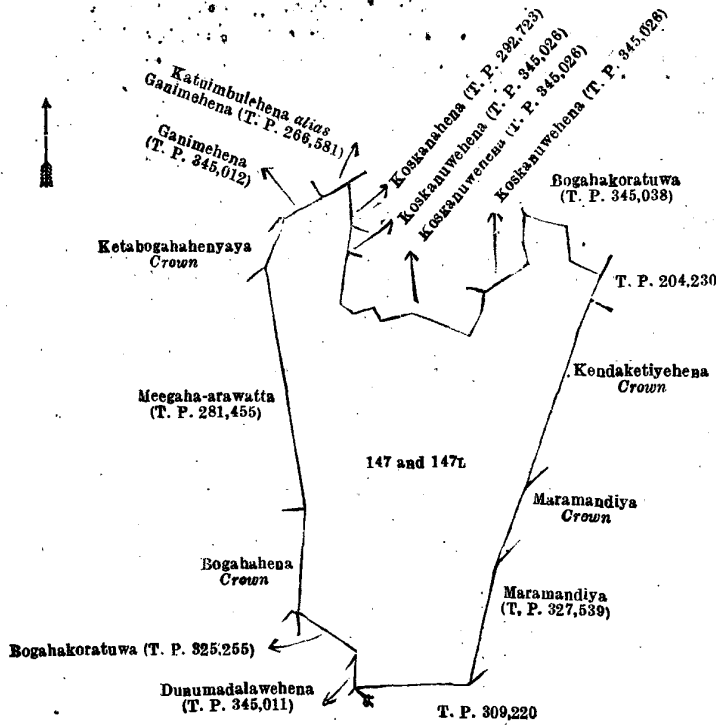 Katuimbulehena alias
Ganimehena (T. P. 266,581)
Ganimehena
(T. P. 345,012)
Koskanahena (T. P. 292,723)
Koskanuwehena (T. P. 345,026)
Koskanuwehena (T. P. 345,026)
Koskanuwehena (T. P. 345,026)
Bogahakoratuwa
(T. P. 345,038)
Ketabogahahenyaya
Crown
T. P. 204,230
Kendaketiyehena
Crown
Meegaha-arawatta
(T. P. 281,455)
147 and 147L
Maramandiya
Crown
Bogahahena
Crown
Maramandiya
(T. P. 327,539)
Bogahakoratuwa (T. P. 325,255)
Dunumadalawehena
(T. P. 345,011)
T. P. 309,220